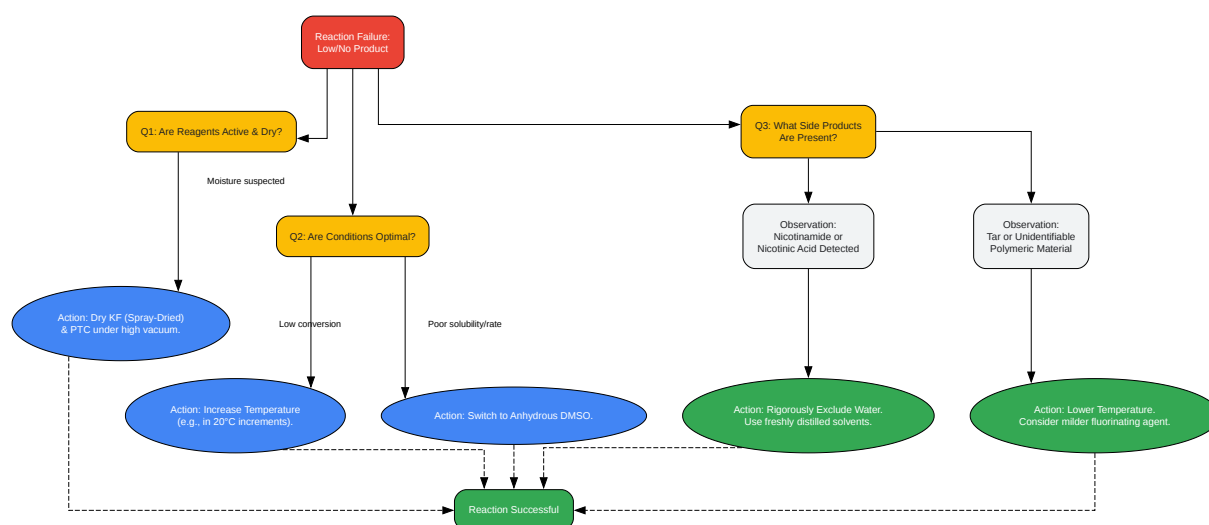 Reaction Failure:
Low/No Product
Q1: Are Reagents Active & Dry?
Q3: What Side Products
Are Present?
Moisture suspected
Q2: Are Conditions Optimal?
Observation:
Nicotinamide or
Nicotinic Acid Detected
Observation:
Tar or Unidentifiable
Polymeric Material
Action: Dry KF (Spray-Dried)
& PTC under high vacuum.
Low conversion
Poor solubility/rate
Action: Increase Temperature
(e.g., in 20°C increments).
Action: Switch to Anhydrous DMSO.
Action: Rigorously Exclude Water.
Use freshly distilled solvents.
Action: Lower Temperature.
Consider milder fluorinating agent.
Reaction Successful